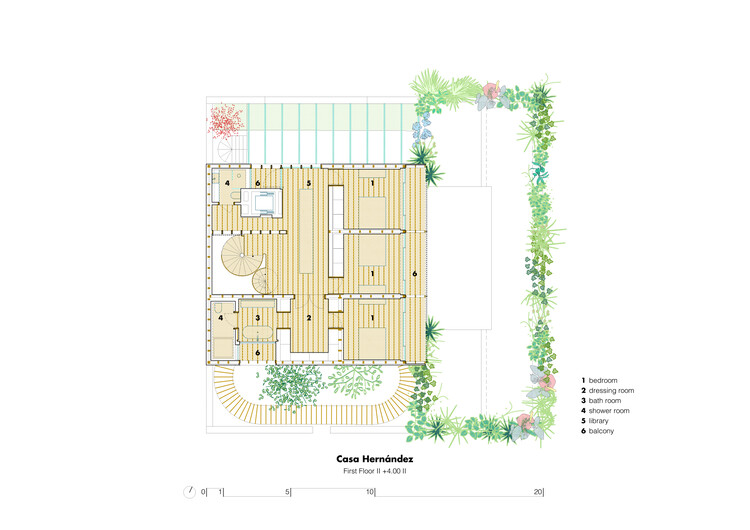 4
6
5
1
1
6
4
3
2
1
6
1 bedroom
2 dressing room
3 bath room
4 shower room
5 library
6 balcony
Casa Hernández
First Floor II +4.00 II
0 1 5 10 20